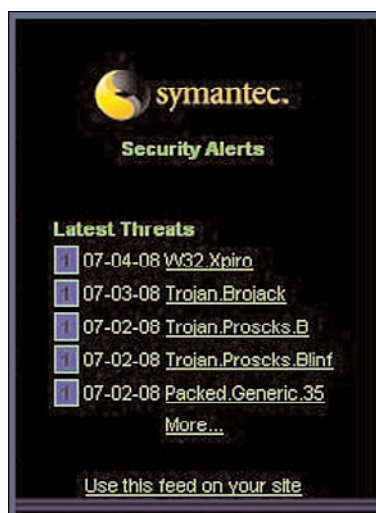 symantec.
Security Alerts
Latest Threats
1 07-04-08 W32.Xpiro
1 07-03-08 Trojan.Brojack
1 07-02-08 Trojan.Proscks.B
1 07-02-08 Trojan.Proscks.B!inf
1 07-02-08 Packed.Generic.35
More...
Use this feed on your site